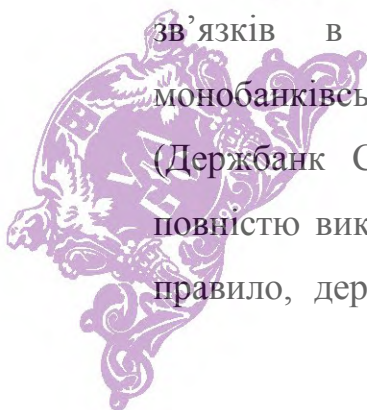 зв’язків в
монобанківсь
(Держбанк С
повністю вик
правило, дер